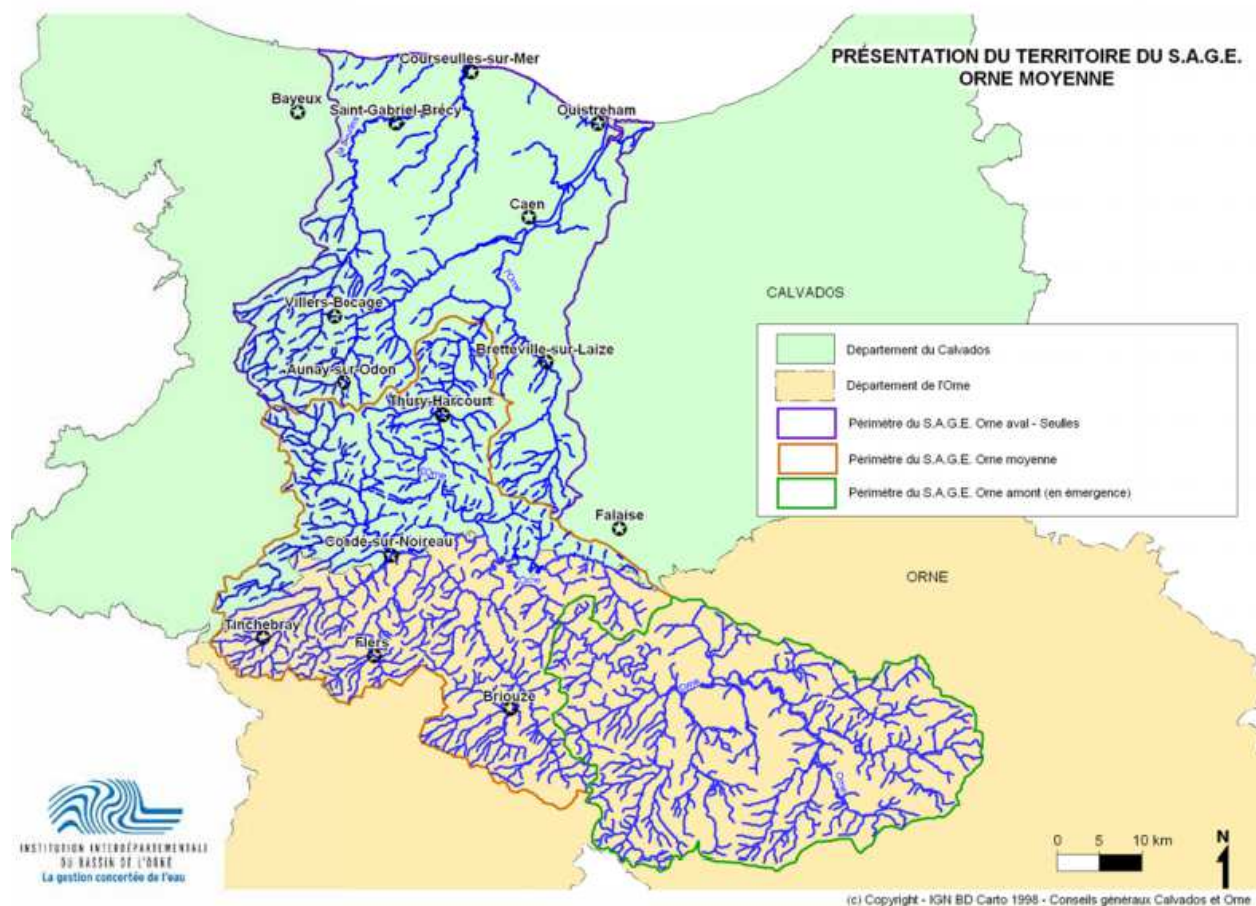 PRÉSENTATION DU TERRITOIRE DU S.A.G.E.
ORNE MOYENNE
Courseulles-sur-Mer
Bayeux
Saint-Gabriel-Brécy
Ouistreham
Caen
l'Orne
CALVADOS
Villers-Bocage
Bretteville-sur-Laize
Aunay-sur-Odon
Thury-Harcourt
l'Orne
Falaise
Condé-sur-Noireau
l'Orne
ORNE
Tinchebray
Flers
Briouze
Orne
Département du Calvados
Département de l'Orne
Périmètre du S.A.G.E. Orne aval - Seulles
Périmètre du S.A.G.E. Orne moyenne
Périmètre du S.A.G.E. Orne amont (en émergence)
INSTITUTION INTERDÉPARTEMENTALE
DU BASSIN DE L'ORNE
La gestion concertée de l'eau
0 5 10 km
N
(c) Copyright - IGN BD Carto 1998 - Conseils généraux Calvados et Orne